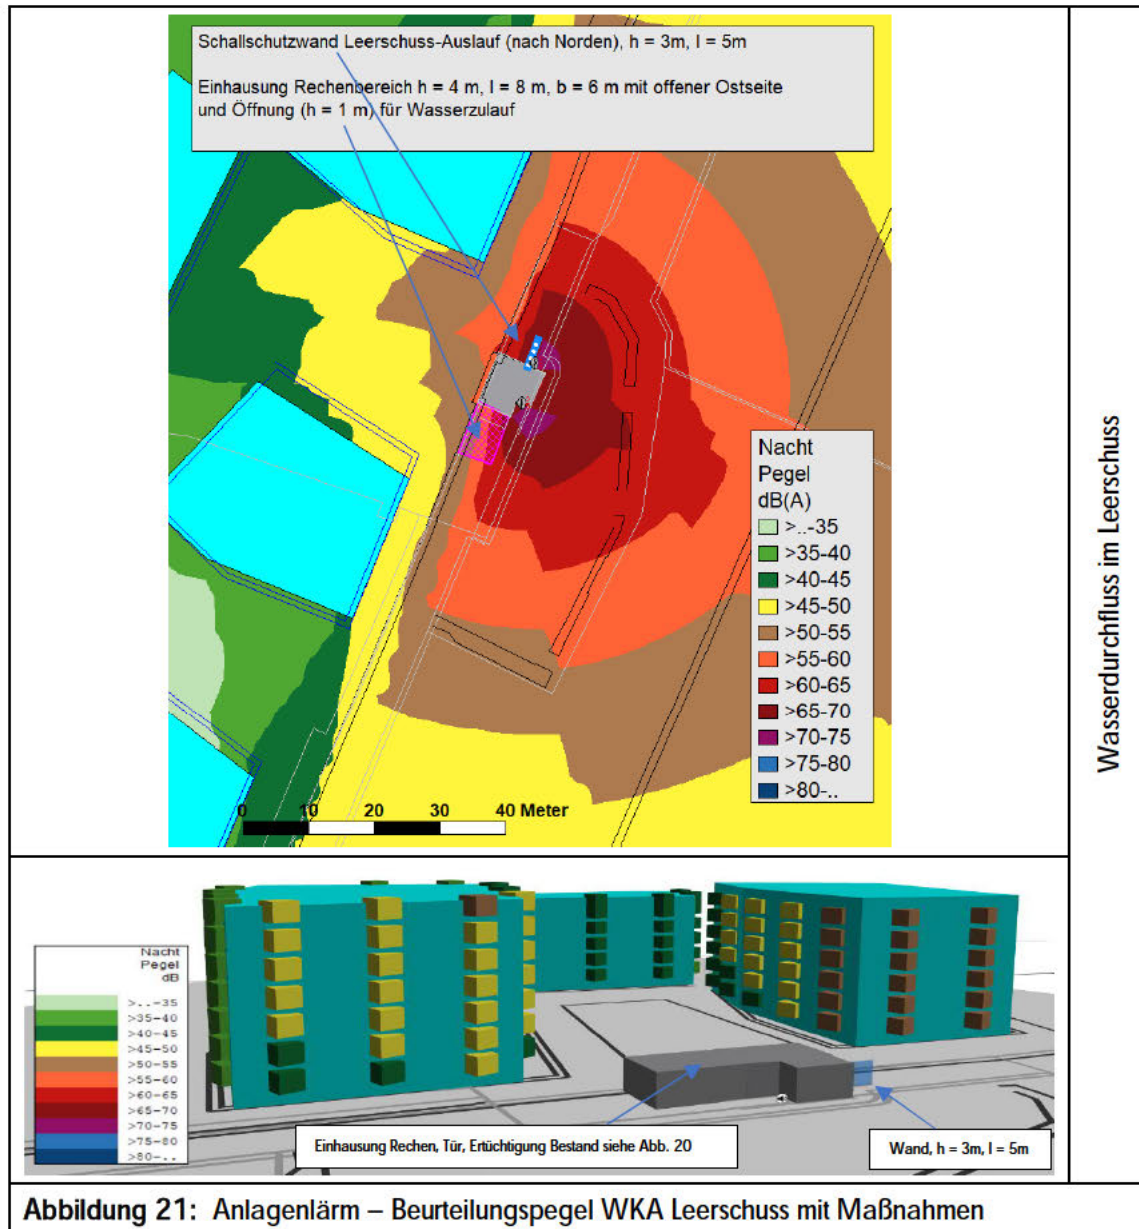 Schallschutzwand Leerschuss-Auslauf (nach Norden), h = 3m, l = 5m
Einhausung Rechenbereich h = 4 m, l = 8 m, b = 6 m mit offener Ostseite
und Öffnung (h = 1 m) für Wasserzulauf
Nacht
Pegel
dB(A)
>..-35
>35-40
>40-45
>45-50
>50-55
>55-60
>60-65
>65-70
>70-75
>75-80
>80-..
0 10 20 30 40 Meter
Wasserdurchfluss im Leerschuss
Nacht
Pegel
dB
>..-35
>35-40
>40-45
>45-50
>50-55
>55-60
>60-65
>65-70
>70-75
>75-80
>80-..
Einhausung Rechen, Tür, Ertüchtigung Bestand siehe Abb. 20
Wand, h = 3m, l = 5m
Abbildung 21: Anlagenlärm – Beurteilungspegel WKA Leerschuss mit Maßnahmen